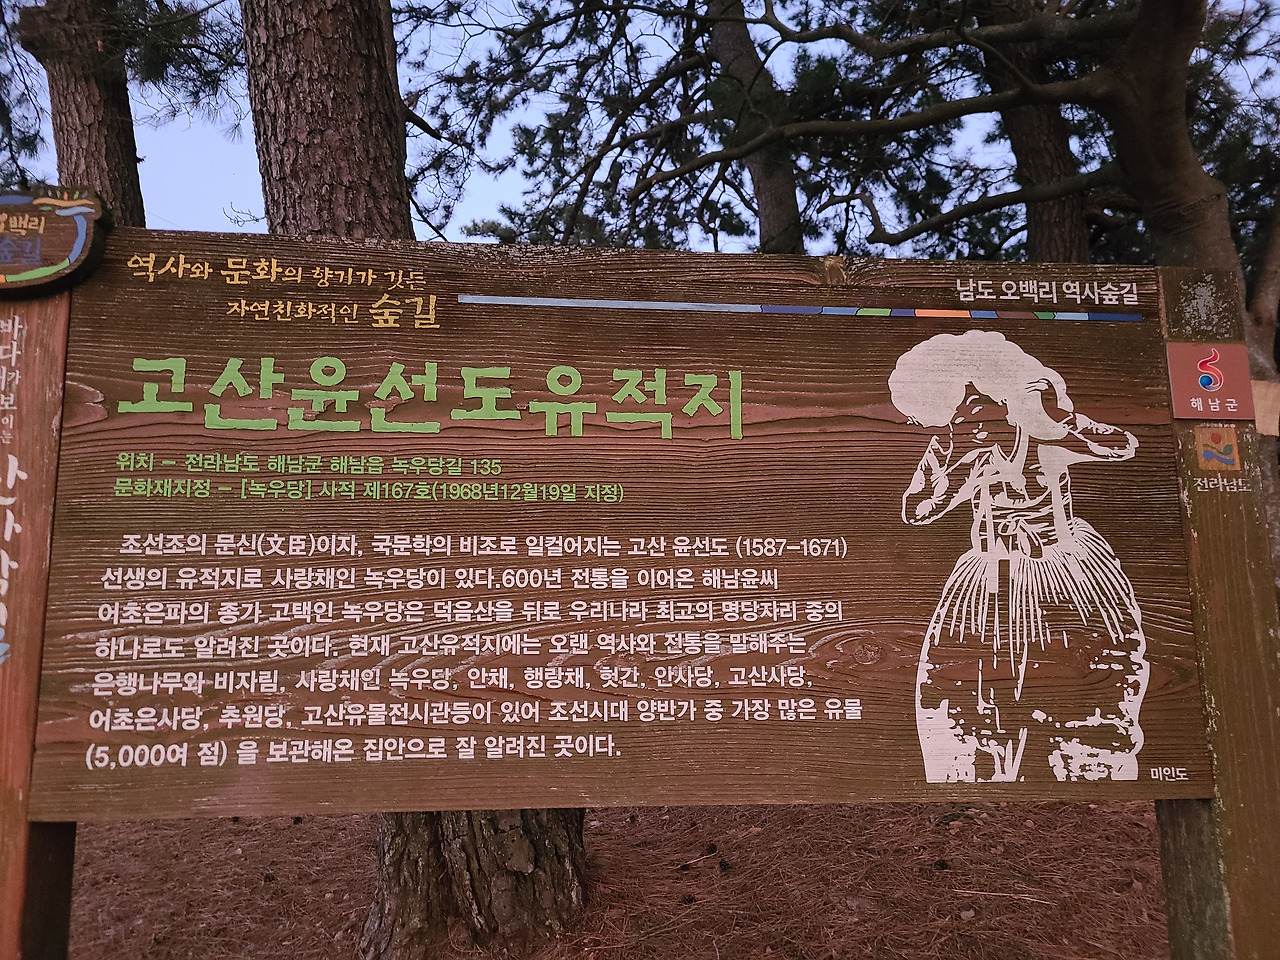 역사와 문화의 향기가 깃든
자연친화적인 숲길
남도 오백리 역사숲길
고산윤선도유적지
위치 – 전라남도 해남군 해남읍 녹우당길 135
문화재지정 – [녹우당] 사적 제167호(1968년12월19일 지정)
조선조의 문신(文臣)이자, 국문학의 비조로 일컬어지는 고산 윤선도 (1587–1671)
선생의 유적지로 사랑채인 녹우당이 있다.600년 전통을 이어온 해남윤씨
어초은파의 종가 고택인 녹우당은 덕음산을 뒤로 우리나라 최고의 명당자리 중의
하나로도 알려진 곳이다. 현재 고산유적지에는 오랜 역사와 전통을 말해주는
은행나무와 비자림, 사랑채인 녹우당, 안채, 행랑채, 헛간, 안사당, 고산사당,
어초은사당, 추원당, 고산유물전시관등이 있어 조선시대 양반가 중 가장 많은 유물
(5,000여 점) 을 보관해온 집안으로 잘 알려진 곳이다.
미인도
해남군
전라남도
백리
숲길
바다가 보이는